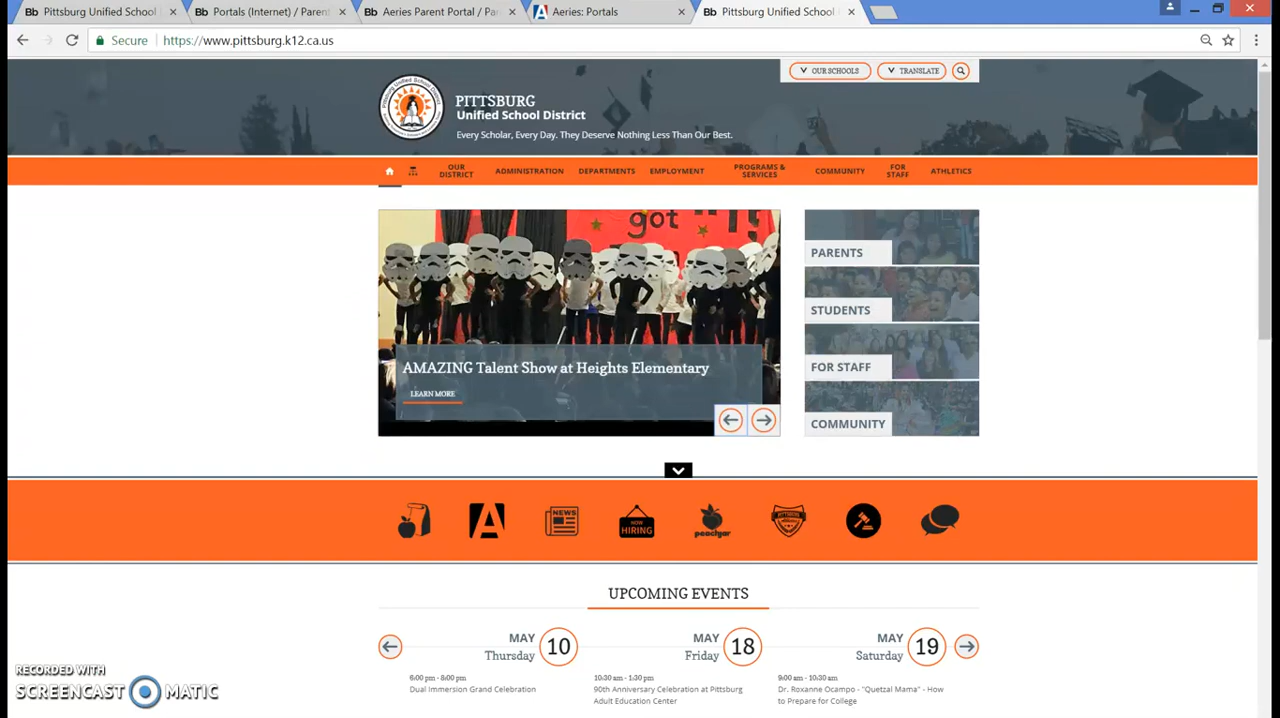 Bb Pittsburg Unified School
Bb Portals (Internet) / Paren
Bb Aeries Parent Portal / Pa
A Aeries: Portals
Bb Pittsburg Unified School
Secure https://www.pittsburg.k12.ca.us
OUR SCHOOLS
TRANSLATE
PITTSBURG
Unified School District
Every Scholar, Every Day. They Deserve Nothing Less Than Our Best.
OUR DISTRICT
ADMINISTRATION
DEPARTMENTS
EMPLOYMENT
PROGRAMS & SERVICES
COMMUNITY
FOR STAFF
ATHLETICS
got
AMAZING Talent Show at Heights Elementary
LEARN MORE
PARENTS
STUDENTS
FOR STAFF
COMMUNITY
A
NEWS
NOW
HIRING
peachjar
UPCOMING EVENTS
MAY
Thursday 10
6:00 pm - 8:00 pm
Dual Immersion Grand Celebration
MAY
Friday 18
10:30 am - 1:30 pm
90th Anniversary Celebration at Pittsburg
Adult Education Center
MAY
Saturday 19
9:00 am - 10:30 am
Dr. Roxanne Ocampo - "Quetzal Mama" - How
to Prepare for College
RECORDED WITH
SCREENCAST MATIC